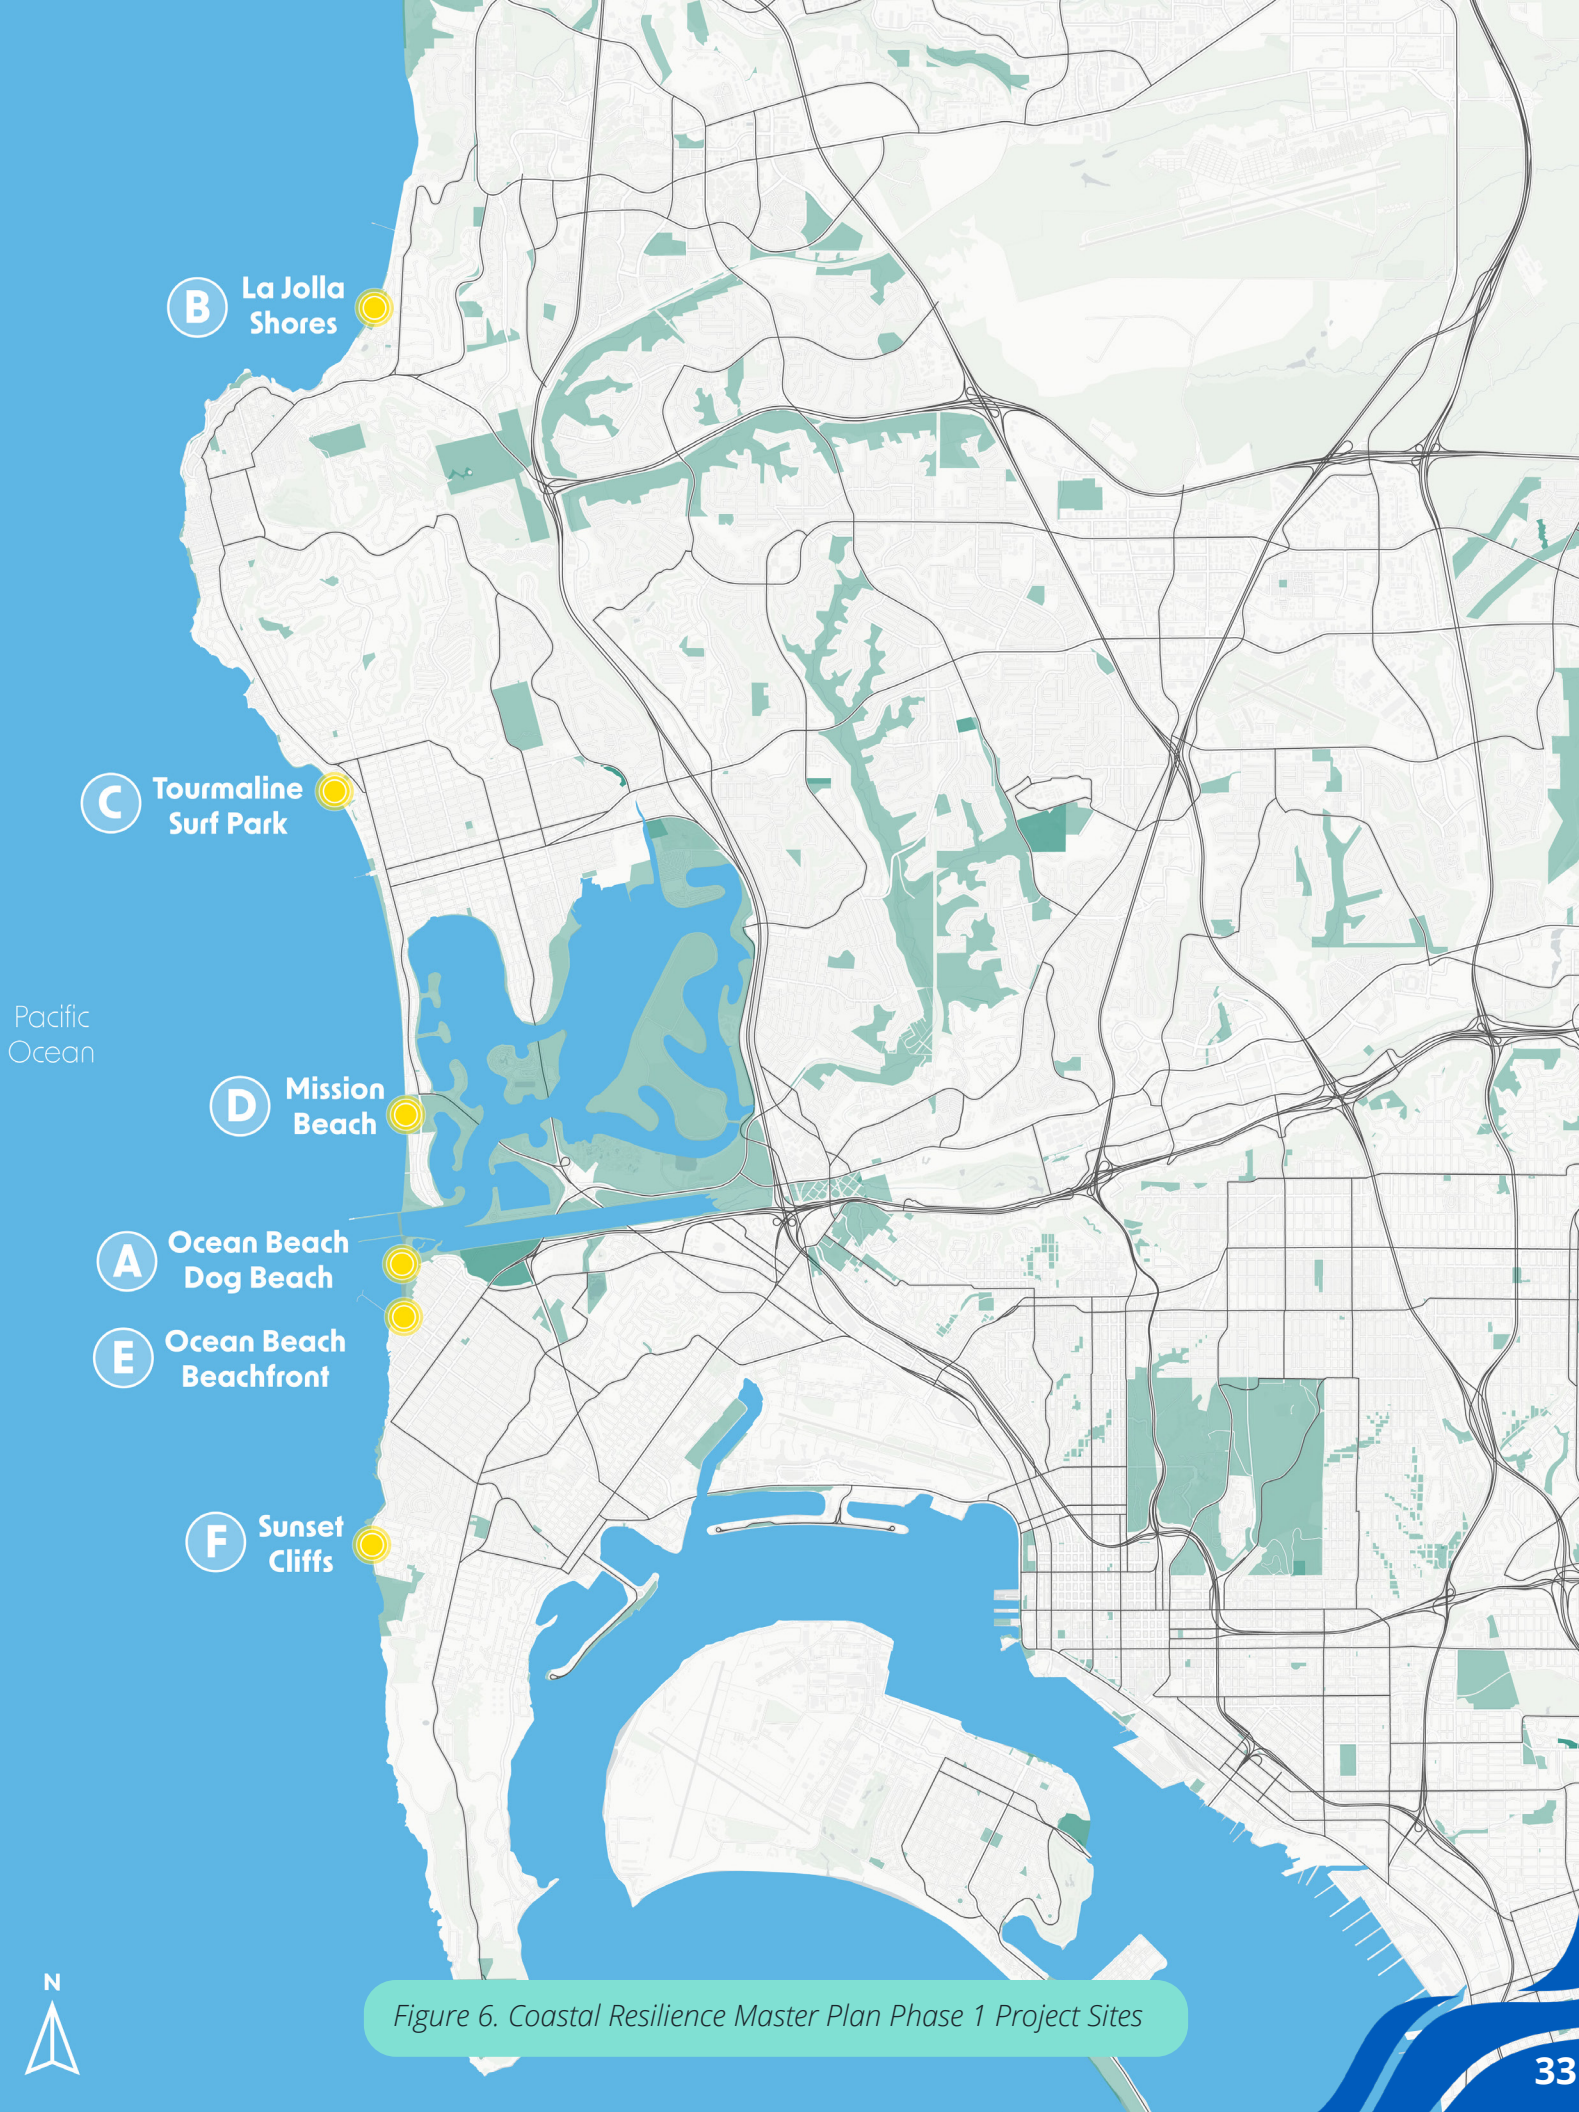 B
La Jolla
Shores
C
Tourmaline
Surf Park
Pacific
Ocean
D
Mission
Beach
A
Ocean Beach
Dog Beach
E
Ocean Beach
Beachfront
F
Sunset
Cliffs
N
Figure 6. Coastal Resilience Master Plan Phase 1 Project Sites
33